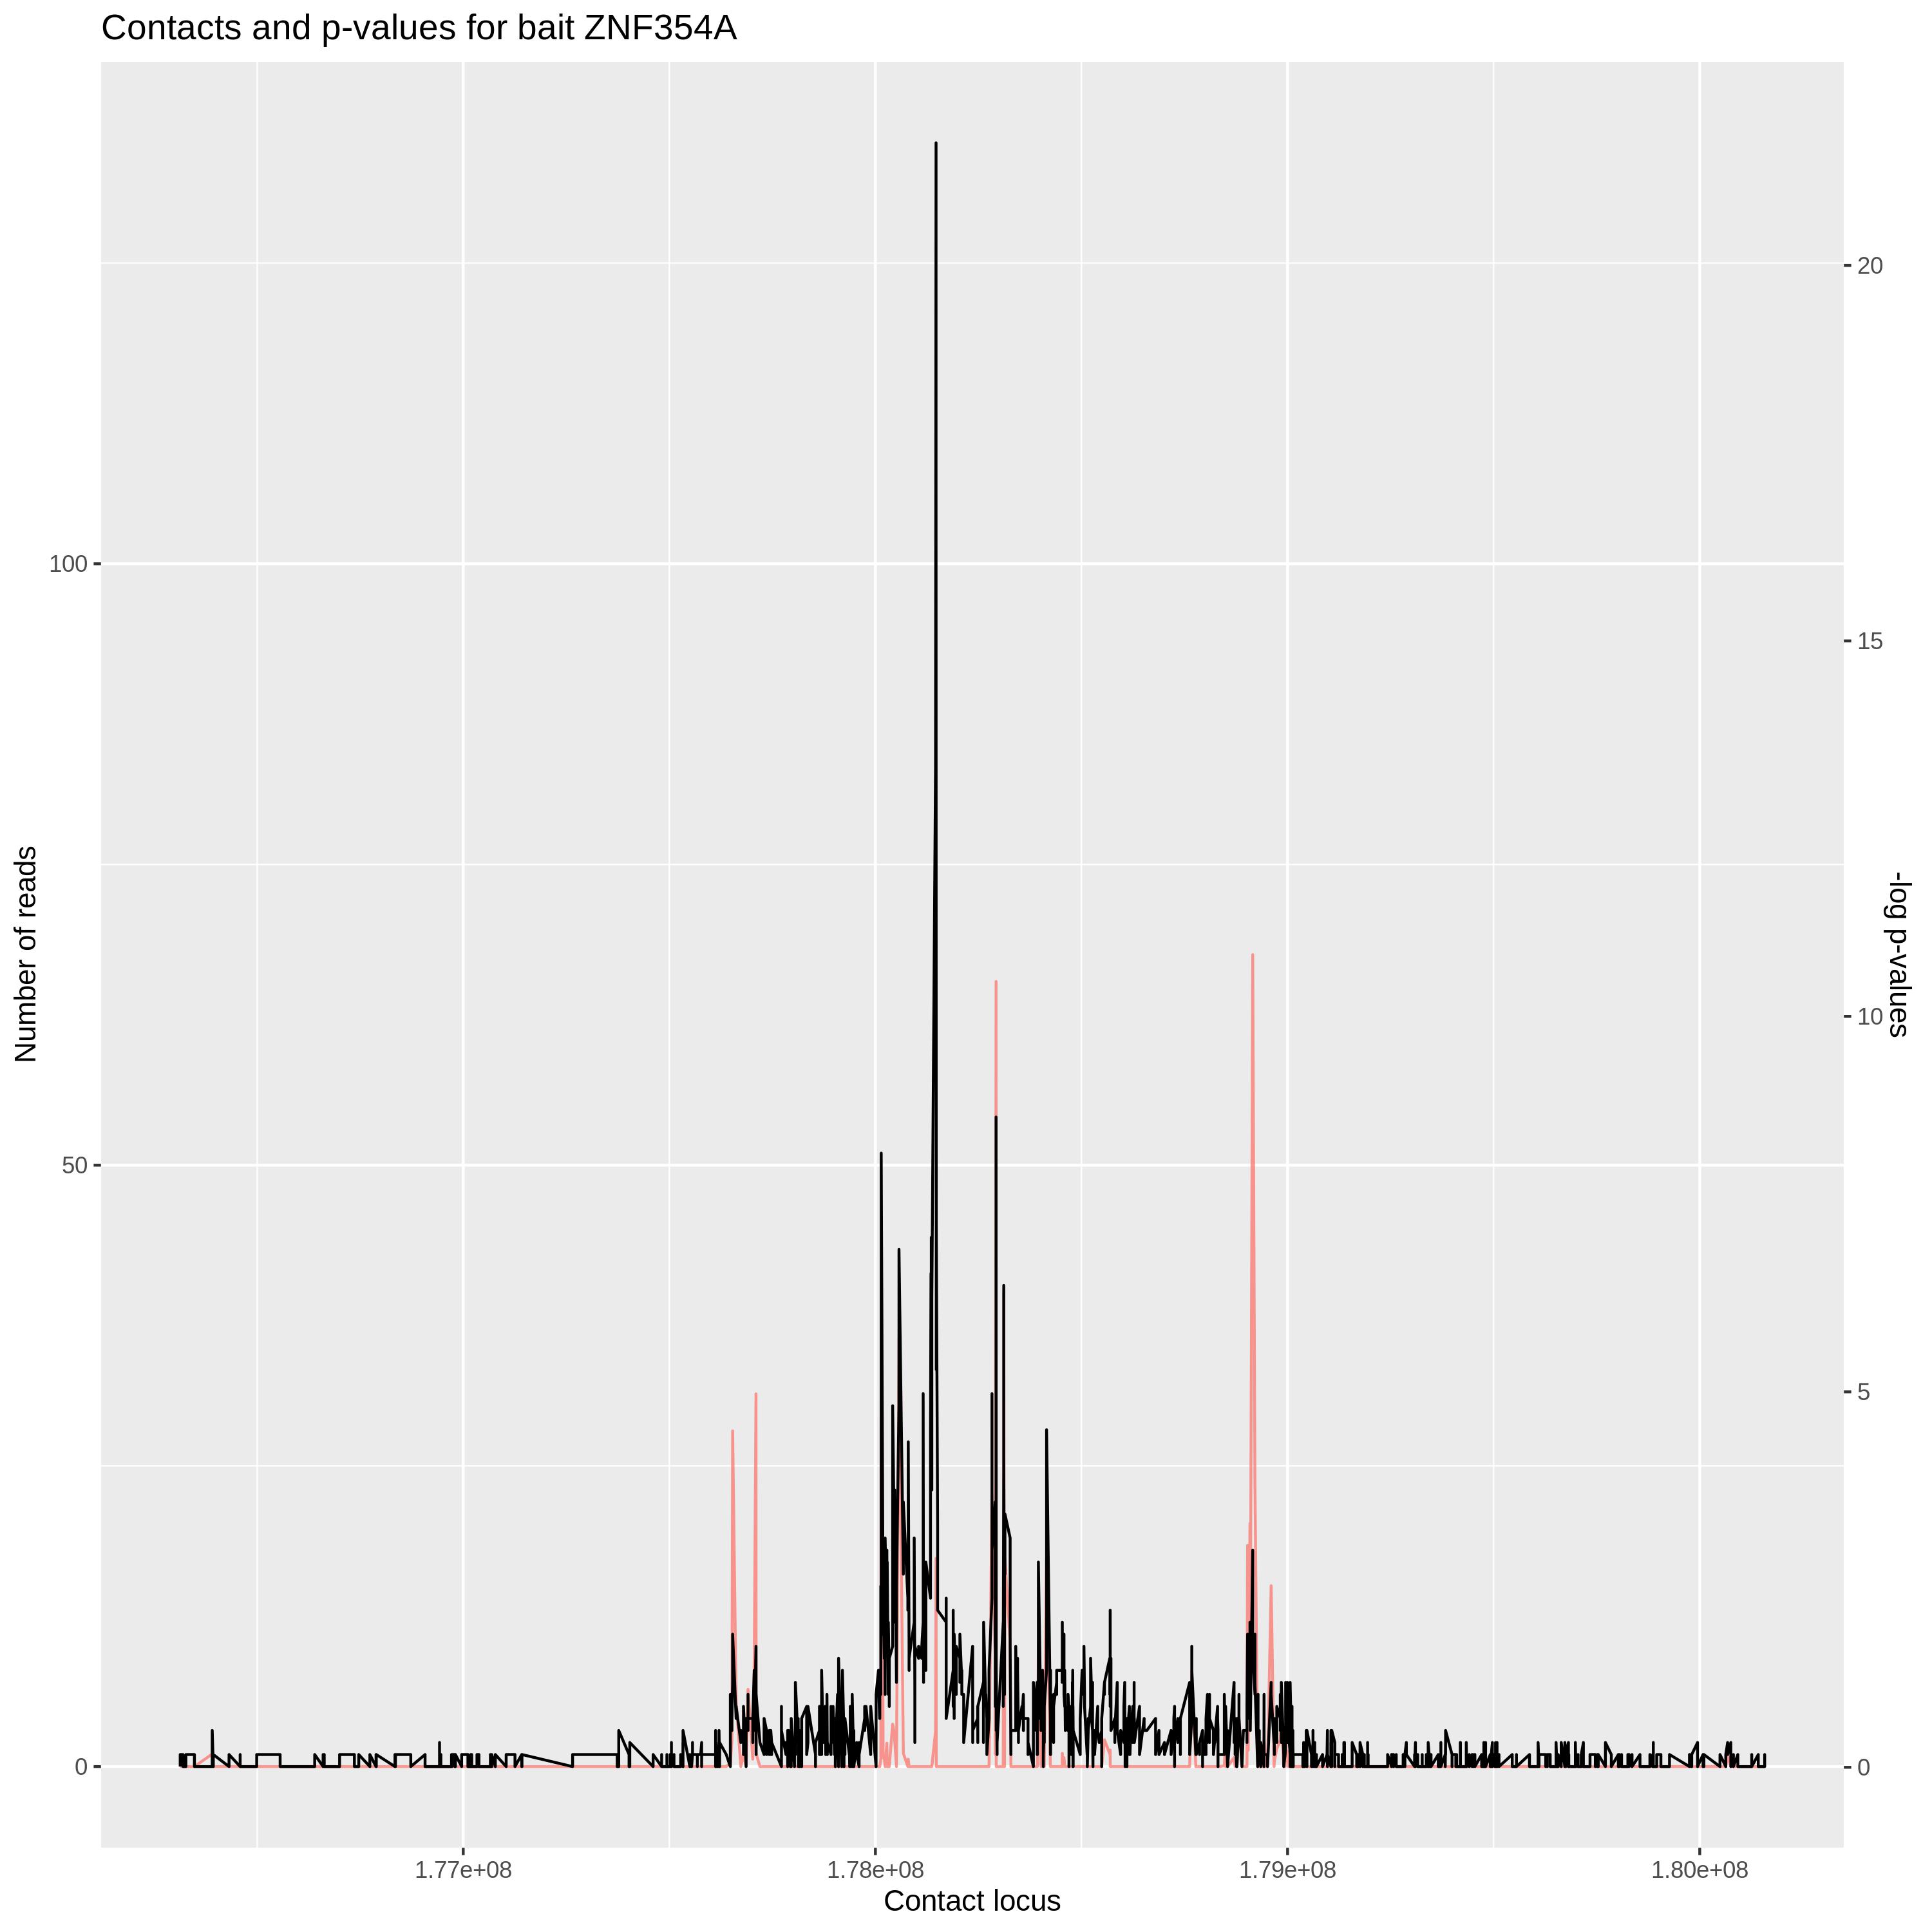 Contacts and p-values for bait ZNF354A
Number of reads
100
50
0
20
15
10
5
0
-log p-values
1.77e+08
1.78e+08
1.79e+08
1.80e+08
Contact locus